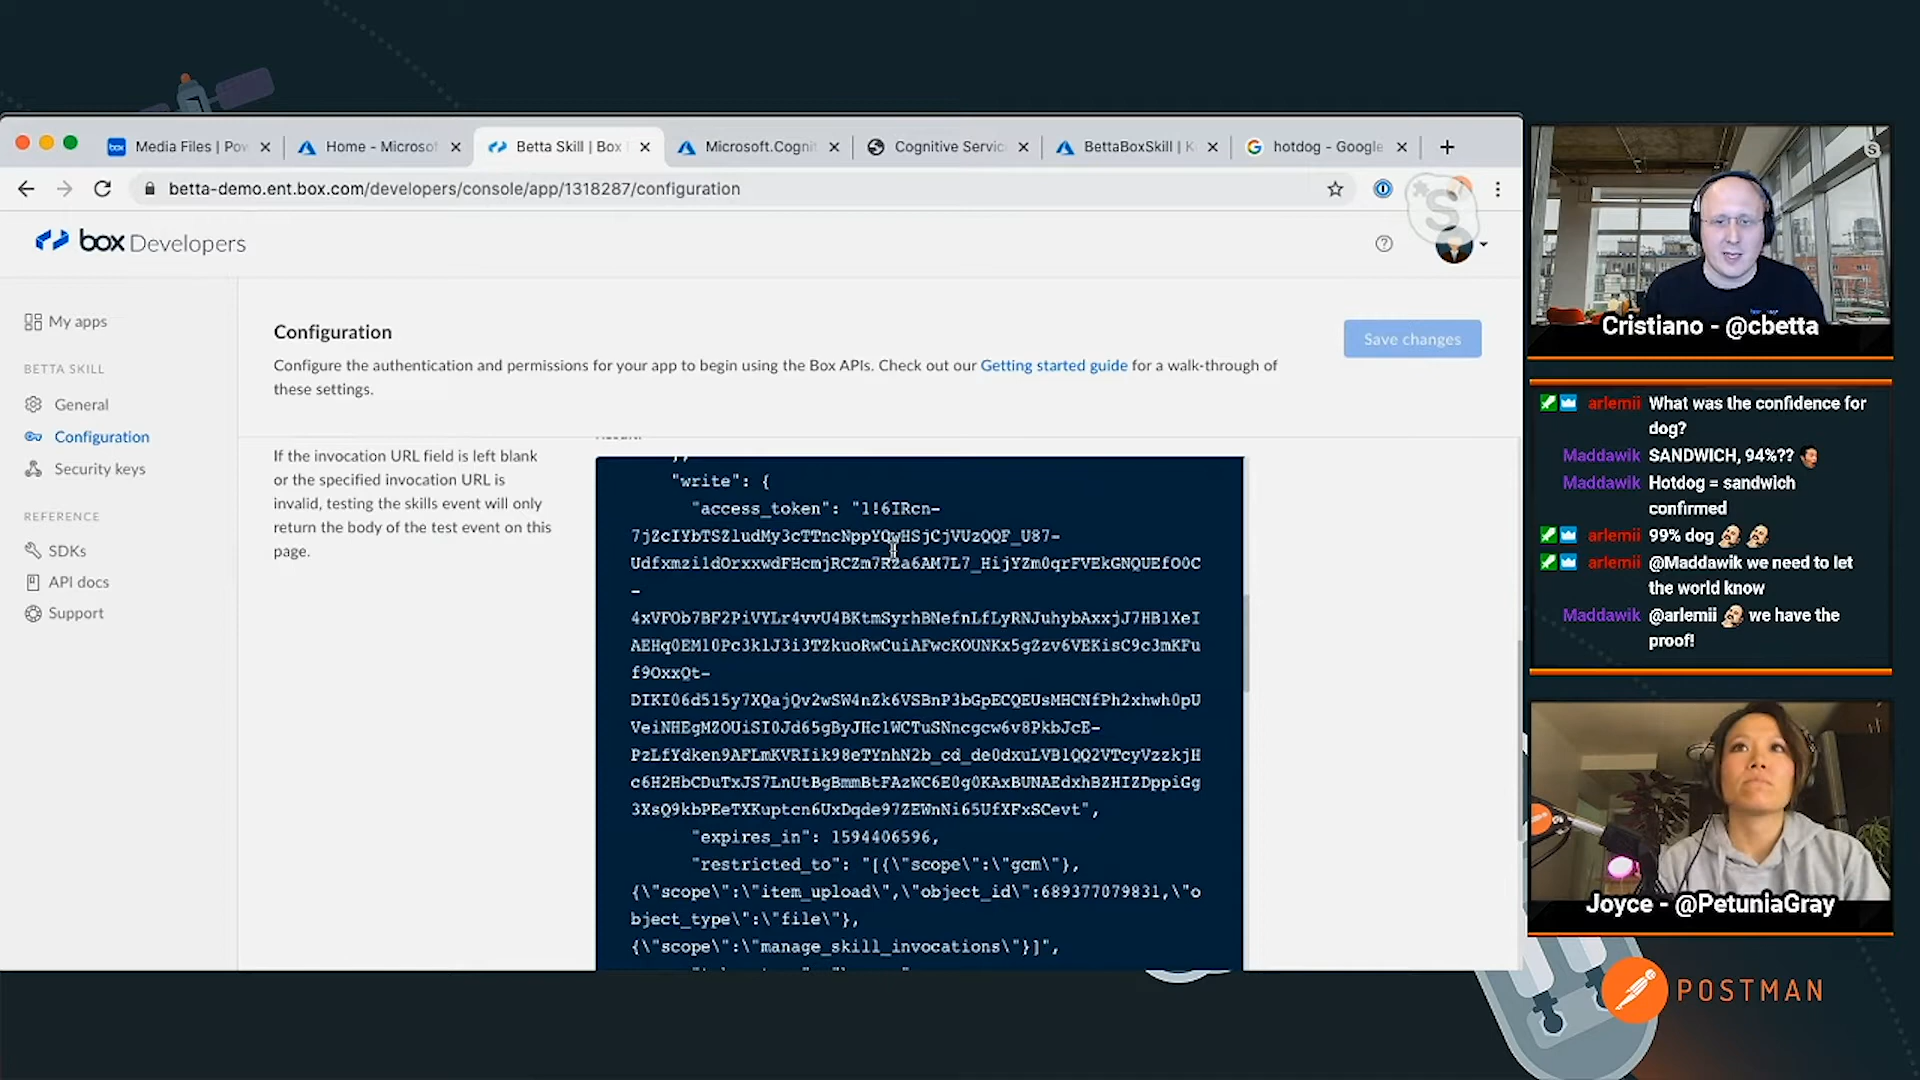 Media Files | Pow
Home - Microsof
Betta Skill | Box
Microsoft.Cognit
Cognitive Servic
BettaBoxSkill | K
hotdog - Google
betta-demo.ent.box.com/developers/console/app/1318287/configuration
box Developers
My apps
BETTA SKILL
General
Configuration
Security keys
REFERENCE
SDKs
API docs
Support
Configuration
Save changes
Configure the authentication and permissions for your app to begin using the Box APIs. Check out our Getting started guide for a walk-through of
these settings.
If the invocation URL field is left blank
or the specified invocation URL is
invalid, testing the skills event will only
return the body of the test event on this
page.
"write": {
"access_token": "1!6IRcn-
"expires_in": 1594406596,
"restricted_to": "[{\"scope\":\"gcm\"},
{\"scope\":\"item_upload\",\"object_id\":689377079831,\"o
bject_type\":\"file\"},
{\"scope\":\"manage_skill_invocations\"}]",
Cristiano - @cbetta
arlemii What was the confidence for
dog?
Maddawik SANDWICH, 94%??
Maddawik Hotdog = sandwich
confirmed
arlemii 99% dog
arlemii @Maddawik we need to let
the world know
Maddawik @arlemii we have the
proof!
Joyce - @PetuniaGray
POSTMAN